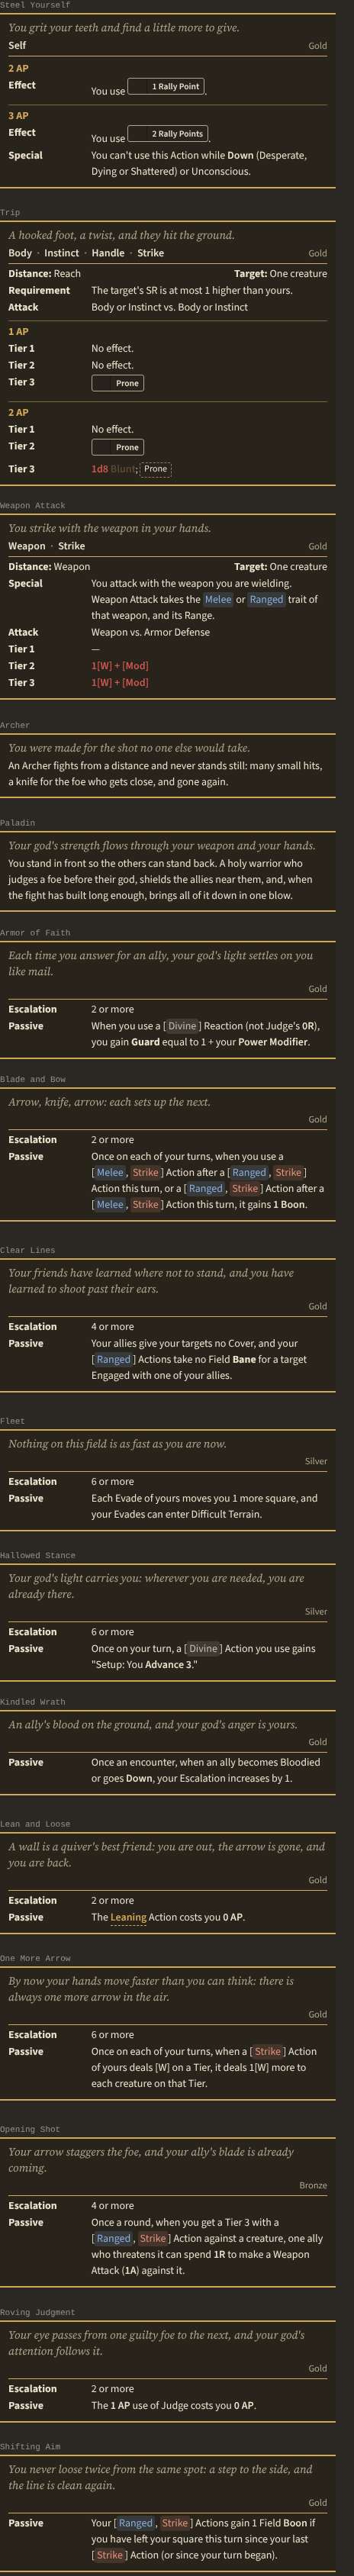 Steel Yourself
You grit your teeth and find a little more to give.
Self Gold
2 AP
Effect You use 1 Rally Point.
3 AP
Effect You use 2 Rally Points.
Special You can't use this Action while Down (Desperate,
Dying or Shattered) or Unconscious.
Trip
A hooked foot, a twist, and they hit the ground.
Body · Instinct · Handle · Strike Gold
Distance: Reach Target: One creature
Requirement The target's SR is at most 1 higher than yours.
Attack Body or Instinct vs. Body or Instinct
1 AP
Tier 1 No effect.
Tier 2 No effect.
Tier 3 Prone
2 AP
Tier 1 No effect.
Tier 2 Prone
Tier 3 1d8 Blunt; Prone
Weapon Attack
You strike with the weapon in your hands.
Weapon · Strike Gold
Distance: Weapon Target: One creature
Special You attack with the weapon you are wielding.
Weapon Attack takes the Melee or Ranged trait of
that weapon, and its Range.
Attack Weapon vs. Armor Defense
Tier 1 —
Tier 2 1[W] + [Mod]
Tier 3 1[W] + [Mod]
Archer
You were made for the shot no one else would take.
An Archer fights from a distance and never stands still: many small hits,
a knife for the foe who gets close, and gone again.
Paladin
Your god's strength flows through your weapon and your hands.
You stand in front so the others can stand back. A holy warrior who
judges a foe before their god, shields the allies near them, and, when
the fight has built long enough, brings all of it down in one blow.
Armor of Faith
Each time you answer for an ally, your god's light settles on you
like mail.
Gold
Escalation 2 or more
Passive When you use a [Divine] Reaction (not Judge's 0R),
you gain Guard equal to 1 + your Power Modifier.
Blade and Bow
Arrow, knife, arrow: each sets up the next.
Gold
Escalation 2 or more
Passive Once on each of your turns, when you use a
[Melee, Strike] Action after a [Ranged, Strike]
Action this turn, or a [Ranged, Strike] Action after a
[Melee, Strike] Action this turn, it gains 1 Boon.
Clear Lines
Your friends have learned where not to stand, and you have
learned to shoot past their ears.
Gold
Escalation 4 or more
Passive Your allies give your targets no Cover, and your
[Ranged] Actions take no Field Bane for a target
Engaged with one of your allies.
Fleet
Nothing on this field is as fast as you are now.
Silver
Escalation 6 or more
Passive Each Evade of yours moves you 1 more square, and
your Evades can enter Difficult Terrain.
Hallowed Stance
Your god's light carries you: wherever you are needed, you are
already there.
Silver
Escalation 6 or more
Passive Once on your turn, a [Divine] Action you use gains
"Setup: You Advance 3."
Kindled Wrath
An ally's blood on the ground, and your god's anger is yours.
Gold
Passive Once an encounter, when an ally becomes Bloodied
or goes Down, your Escalation increases by 1.
Lean and Loose
A wall is a quiver's best friend: you are out, the arrow is gone, and
you are back.
Gold
Escalation 2 or more
Passive The Leaning Action costs you 0 AP.
One More Arrow
By now your hands move faster than you can think: there is
always one more arrow in the air.
Gold
Escalation 6 or more
Passive Once on each of your turns, when a [Strike] Action
of yours deals [W] on a Tier, it deals 1[W] more to
each creature on that Tier.
Opening Shot
Your arrow staggers the foe, and your ally's blade is already
coming.
Bronze
Escalation 4 or more
Passive Once a round, when you get a Tier 3 with a
[Ranged, Strike] Action against a creature, one ally
who threatens it can spend 1R to make a Weapon
Attack (1A) against it.
Roving Judgment
Your eye passes from one guilty foe to the next, and your god's
attention follows it.
Gold
Escalation 2 or more
Passive The 1 AP use of Judge costs you 0 AP.
Shifting Aim
You never loose twice from the same spot: a step to the side, and
the line is clean again.
Gold
Passive Your [Ranged, Strike] Actions gain 1 Field Boon if
you have left your square this turn since your last
[Strike] Action (or since your turn began).